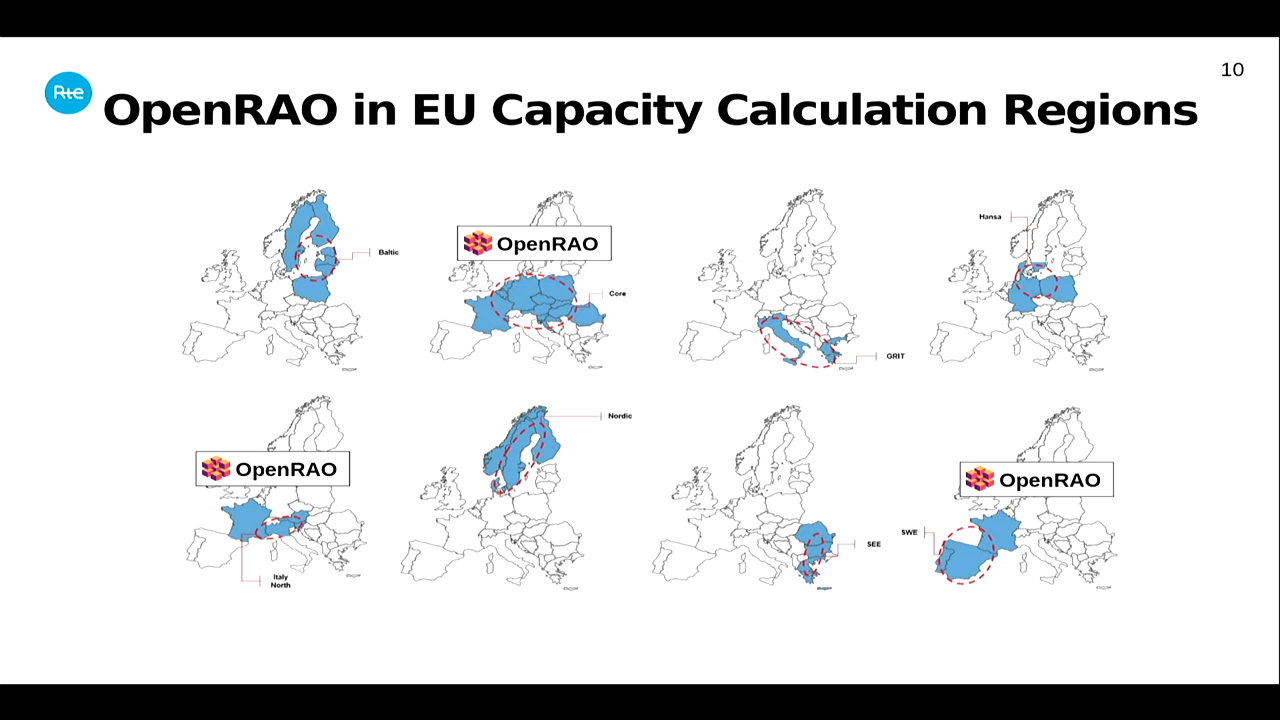 10
Rte
OpenRAO in EU Capacity Calculation Regions
Baltic
OpenRAO
Core
GRIT
Hansa
OpenRAO
Italy
North
Nordic
SEE
OpenRAO
SWE